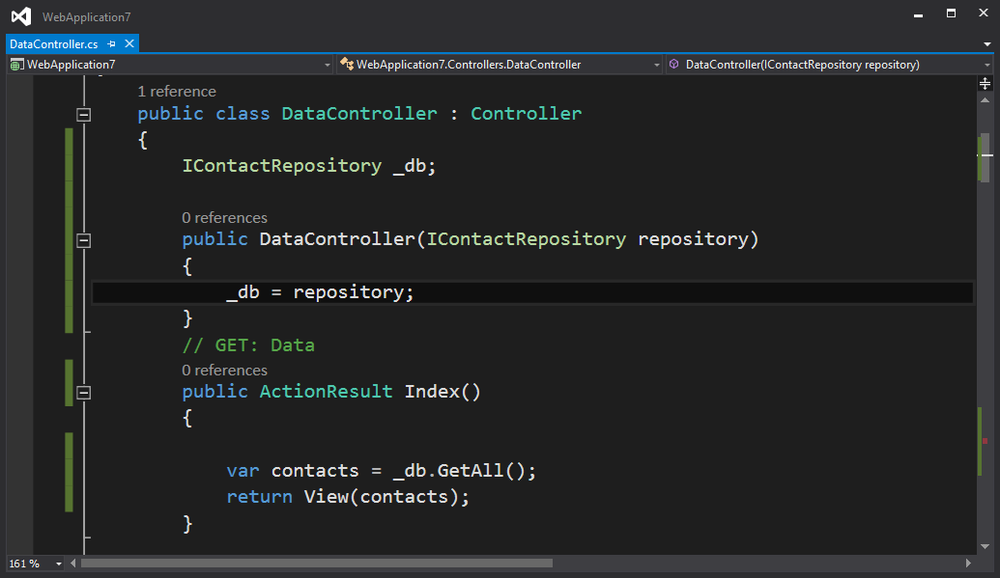 WebApplication7
DataController.cs
WebApplication7 WebApplication7.Controllers.DataController DataController(IContactRepository repository)
1 reference
public class DataController : Controller
{
IContactRepository _db;
0 references
public DataController(IContactRepository repository)
{
_db = repository;
}
// GET: Data
0 references
public ActionResult Index()
{
var contacts = _db.GetAll();
return View(contacts);
}
161 %